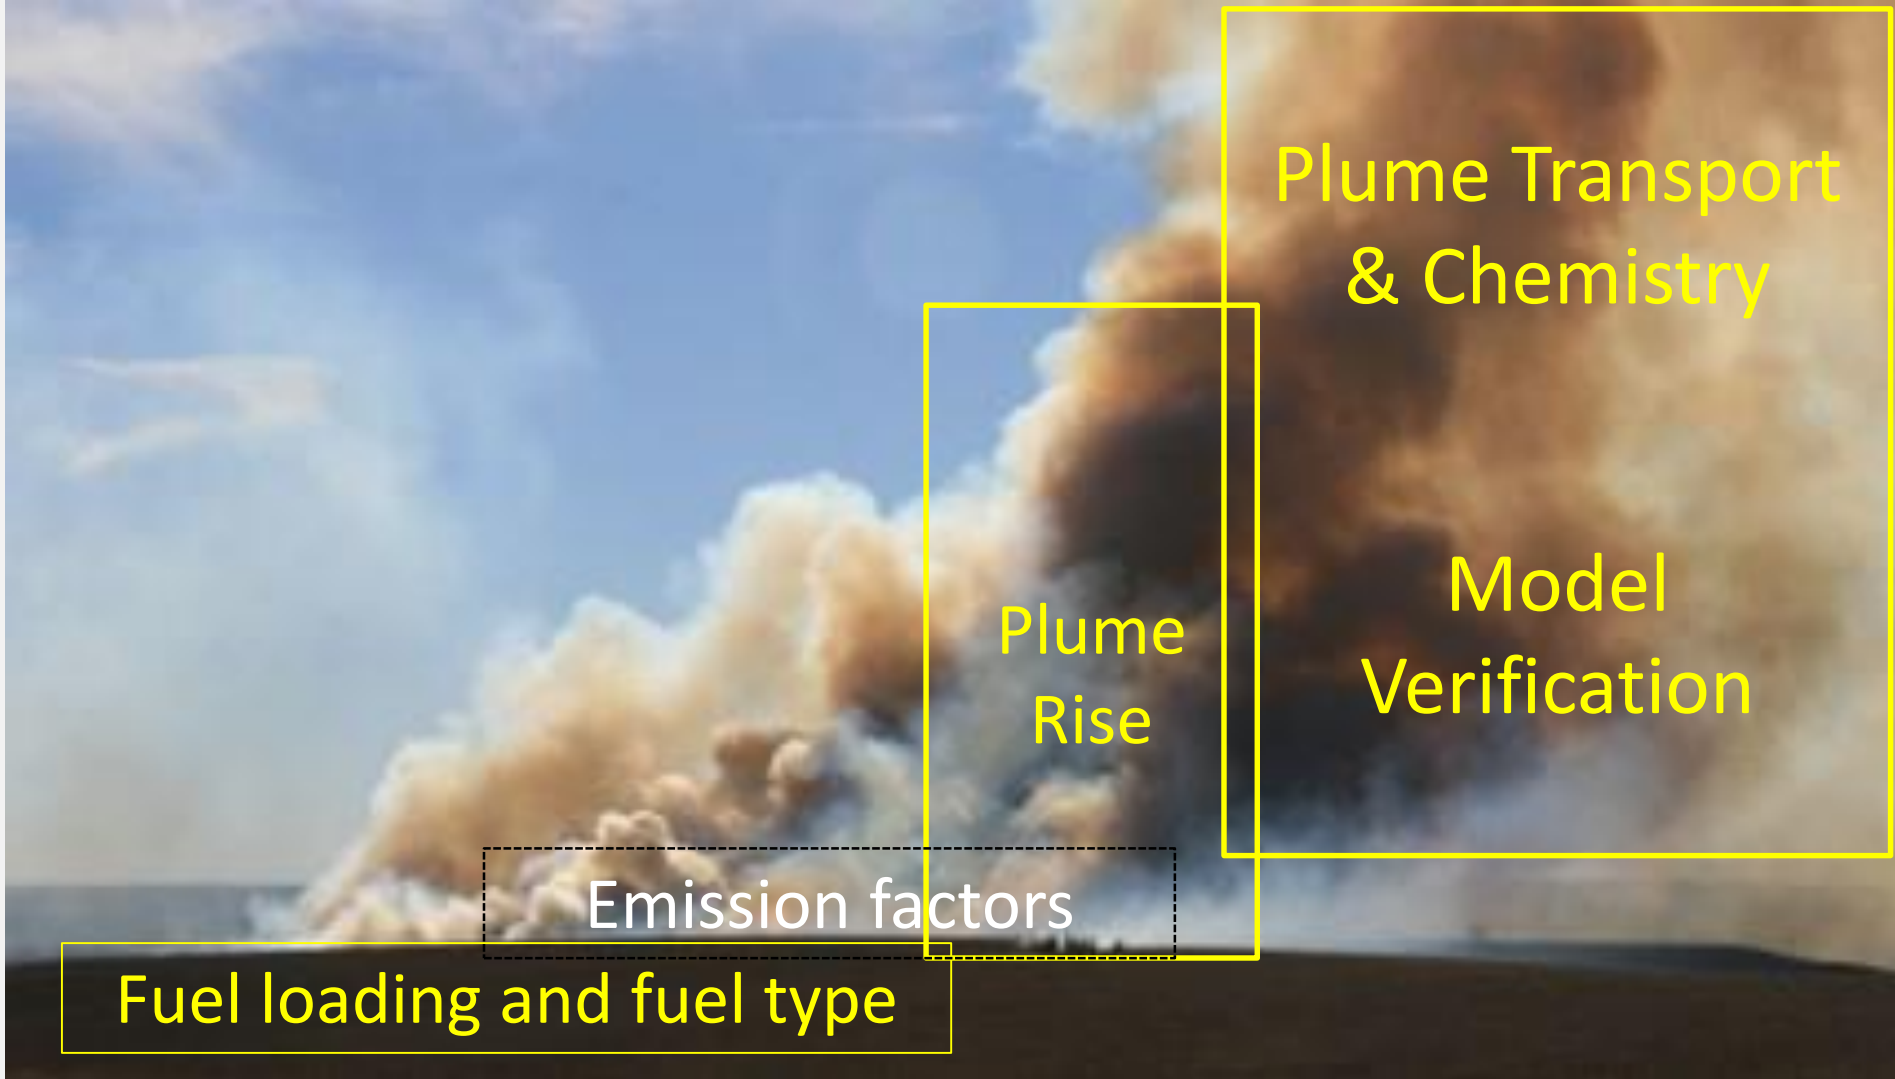 Plume Transport
& Chemistry
Model
Verification
Plume
Rise
Emission factors
Fuel loading and fuel type